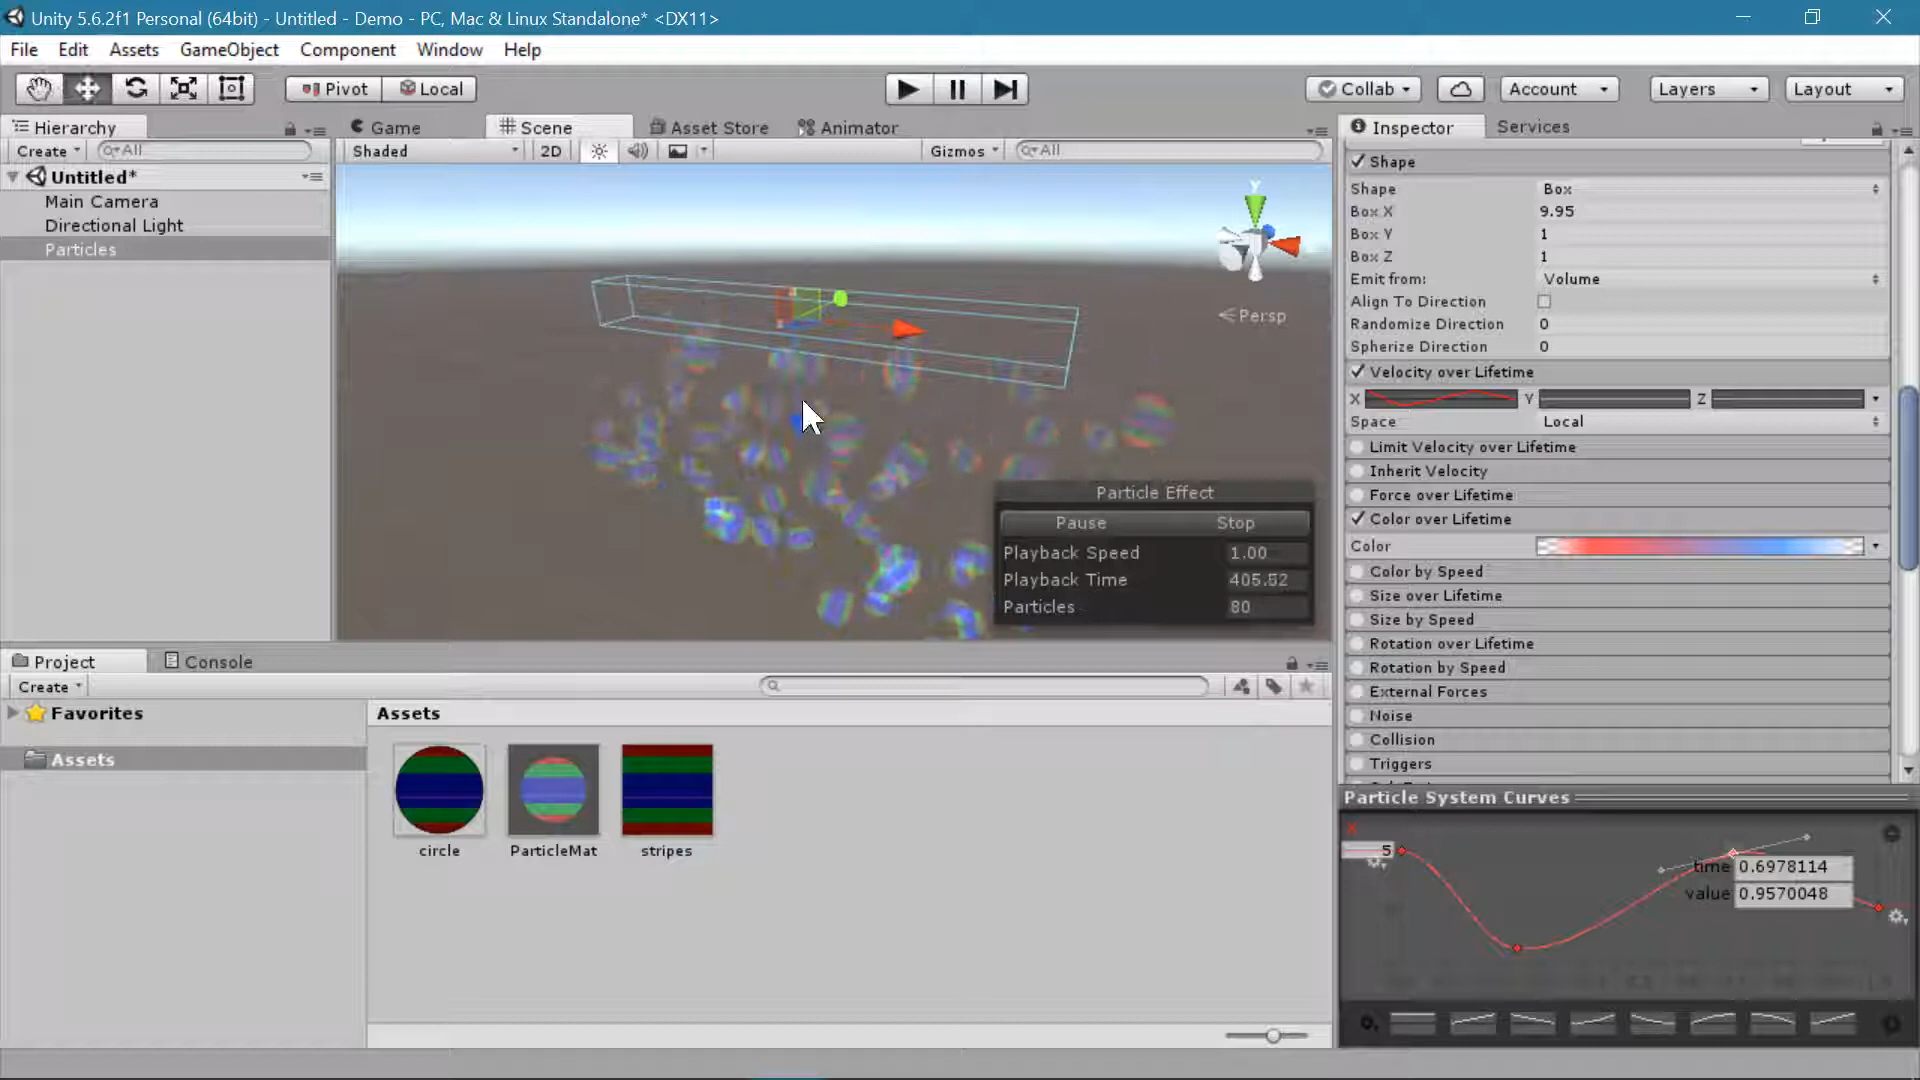 Unity 5.6.2f1 Personal (64bit) - Untitled - Demo - PC, Mac & Linux Standalone* <DX11>
File Edit Assets GameObject Component Window Help
Pivot Local Collab Account Layers Layout
Hierarchy
Create All
Untitled*
Main Camera
Directional Light
Particles
Game Scene Asset Store Animator
Shaded 2D Gizmos All
Y
Persp
Particle Effect
Pause Stop
Playback Speed 1.00
Playback Time 405.52
Particles 80
Project Console
Create
Favorites
Assets
Assets
circle ParticleMat stripes
Inspector Services
Shape
Shape Box
Box X 9.95
Box Y 1
Box Z 1
Emit from: Volume
Align To Direction
Randomize Direction 0
Spherize Direction 0
Velocity over Lifetime
X Y Z
Space Local
Limit Velocity over Lifetime
Inherit Velocity
Force over Lifetime
Color over Lifetime
Color
Color by Speed
Size over Lifetime
Size by Speed
Rotation over Lifetime
Rotation by Speed
External Forces
Noise
Collision
Triggers
Particle System Curves
X
5
time 0.6978114
value 0.9570048